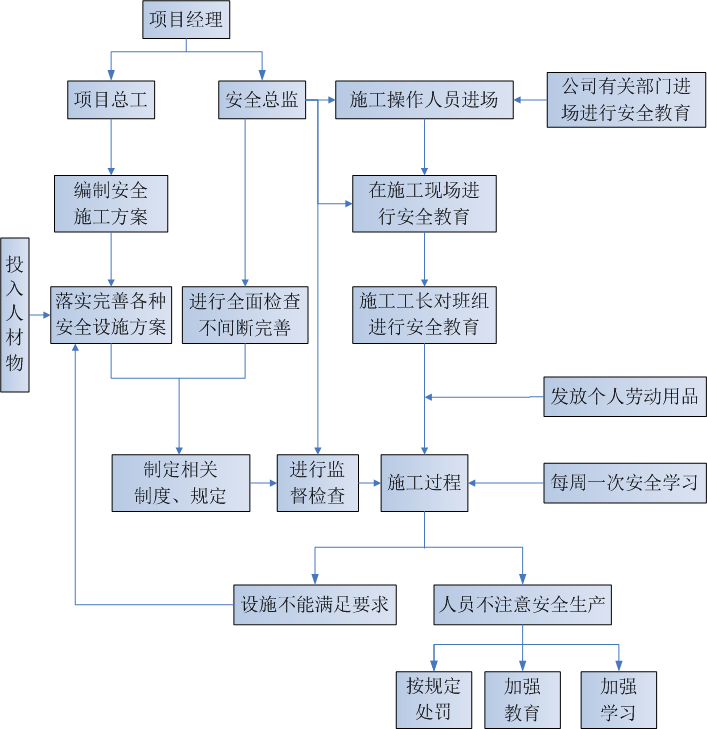 项目经理
项目总工
安全总监
施工操作人员进场
公司有关部门进
场进行安全教育
编制安全
施工方案
在施工现场进
行安全教育
投
入
人
材
物
落实完善各种
安全设施方案
进行全面检查
不间断完善
施工工长对班组
进行安全教育
发放个人劳动用品
制定相关
制度、规定
进行监
督检查
施工过程
每周一次安全学习
设施不能满足要求
人员不注意安全生产
按规定
处罚
加强
教育
加强
学习